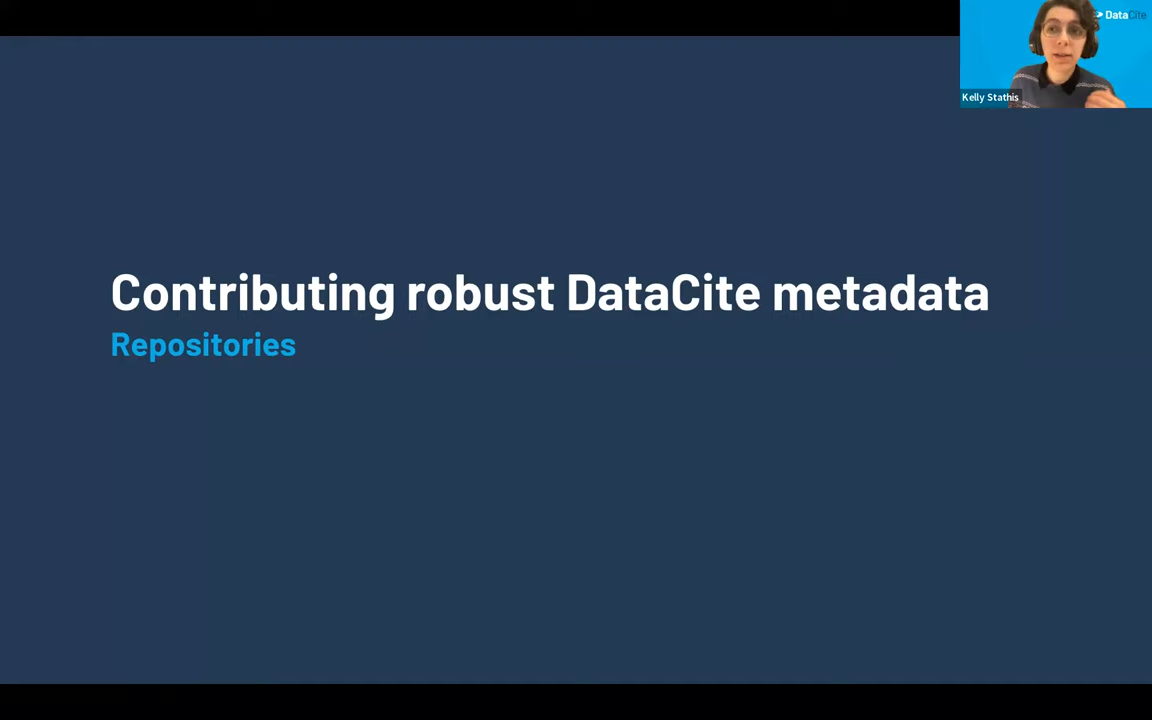 DataCite
Kelly Stathis
Contributing robust DataCite metadata
Repositories